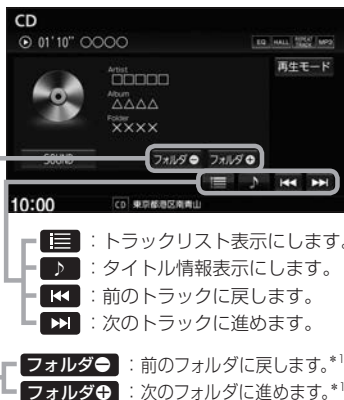 CD
01'10" ○○○○
EQ HALL REPEAT TRACK MP3
再生モード
Artist
□□□□□
Album
△△△△
Folder
××××
SOUND
フォルダ⊖ フォルダ⊕
10:00 CD 東京都港区南青山
：トラックリスト表示にします。
♪：タイトル情報表示にします。
⏮：前のトラックに戻します。
⏭：次のトラックに進めます。
フォルダ⊖：前のフォルダに戻します。*1
フォルダ⊕：次のフォルダに進めます。*1